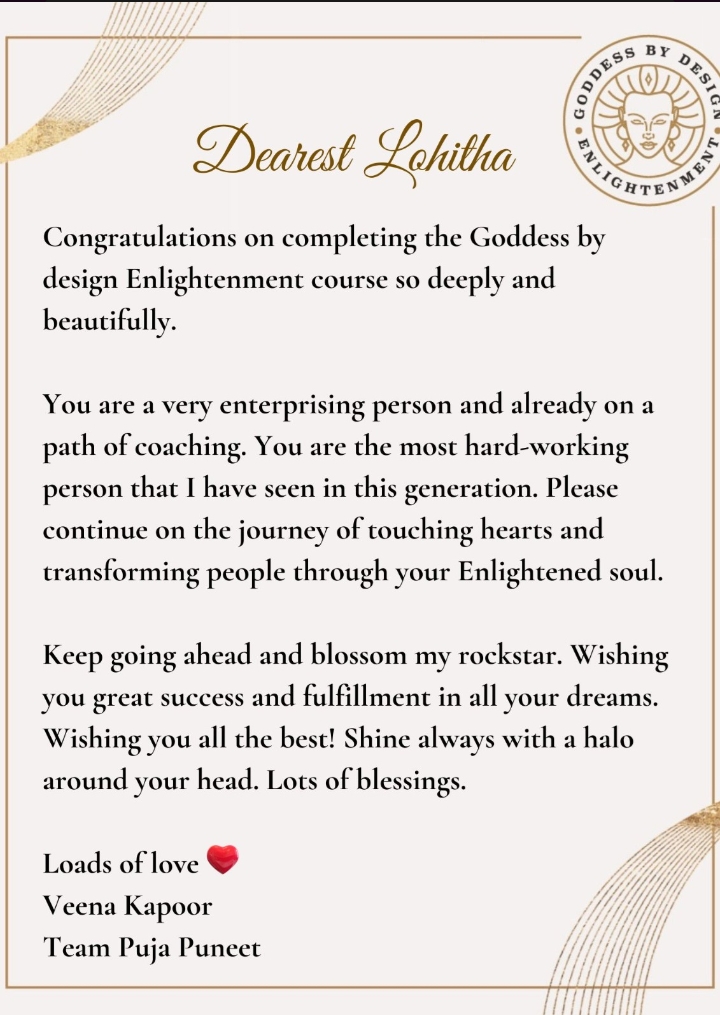 GODDESS BY DESIGN
ENLIGHTENMENT
Dearest Lohitha
Congratulations on completing the Goddess by
design Enlightenment course so deeply and
beautifully.
You are a very enterprising person and already on a
path of coaching. You are the most hard-working
person that I have seen in this generation. Please
continue on the journey of touching hearts and
transforming people through your Enlightened soul.
Keep going ahead and blossom my rockstar. Wishing
you great success and fulfillment in all your dreams.
Wishing you all the best! Shine always with a halo
around your head. Lots of blessings.
Loads of love ❤️
Veena Kapoor
Team Puja Puneet